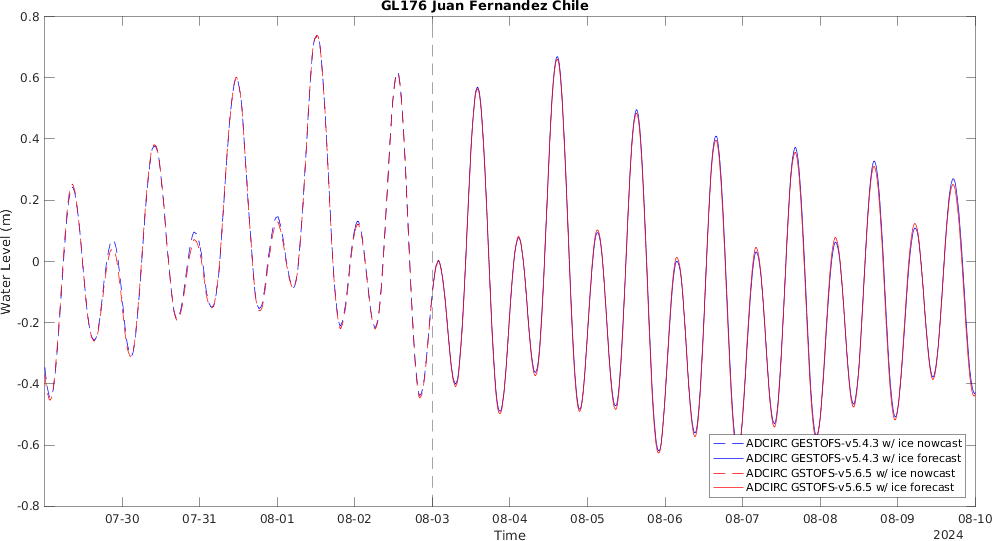 GL176 Juan Fernandez Chile
0.8
0.6
0.4
0.2
0
-0.2
-0.4
-0.6
-0.8
Water Level (m)
ADCIRC GESTOFS-v5.4.3 w/ ice nowcast
ADCIRC GESTOFS-v5.4.3 w/ ice forecast
ADCIRC GSTOFS-v5.6.5 w/ ice nowcast
ADCIRC GSTOFS-v5.6.5 w/ ice forecast
07-30 07-31 08-01 08-02 08-03 08-04 08-05 08-06 08-07 08-08 08-09 08-10
Time
2024